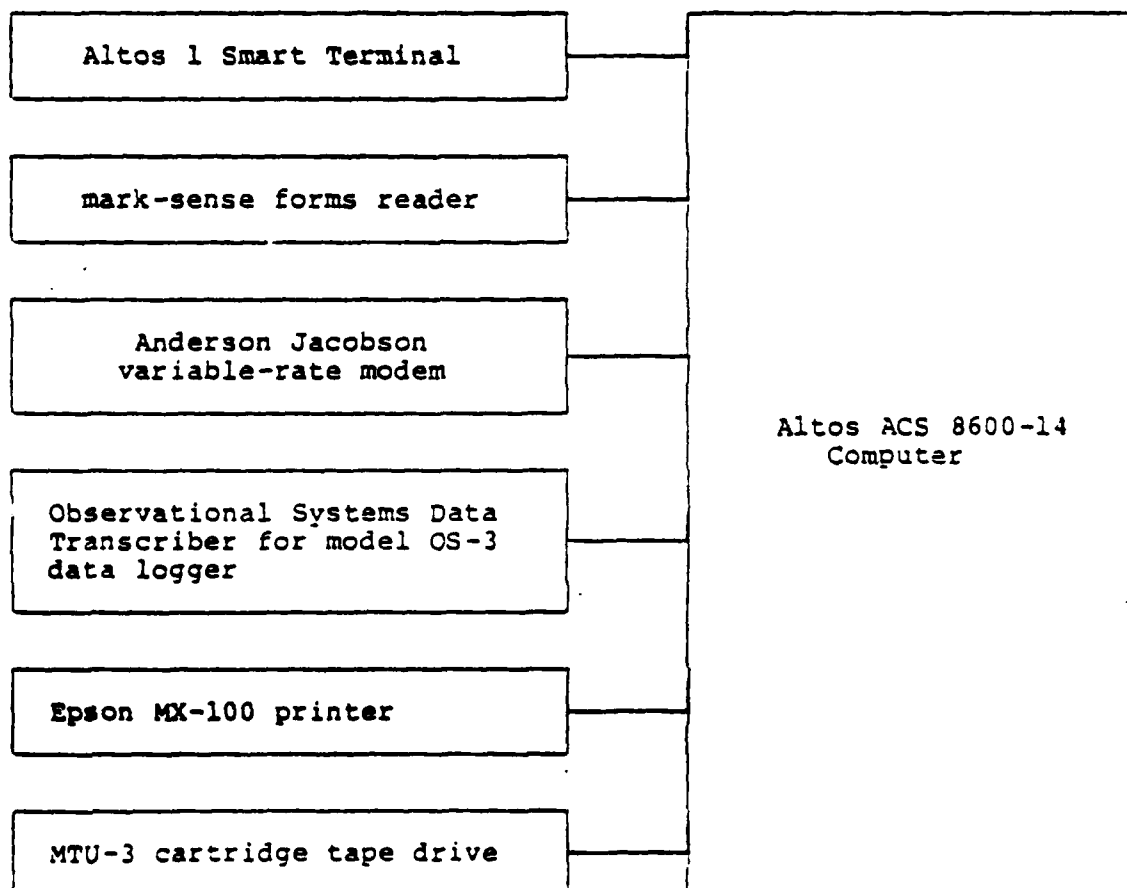 Altos 1 Smart Terminal
mark-sense forms reader
Anderson Jacobson
variable-rate modem
Altos ACS 8600-14
Computer
Observational Systems Data
Transcriber for model OS-3
data logger
Epson MX-100 printer
MTU-3 cartridge tape drive